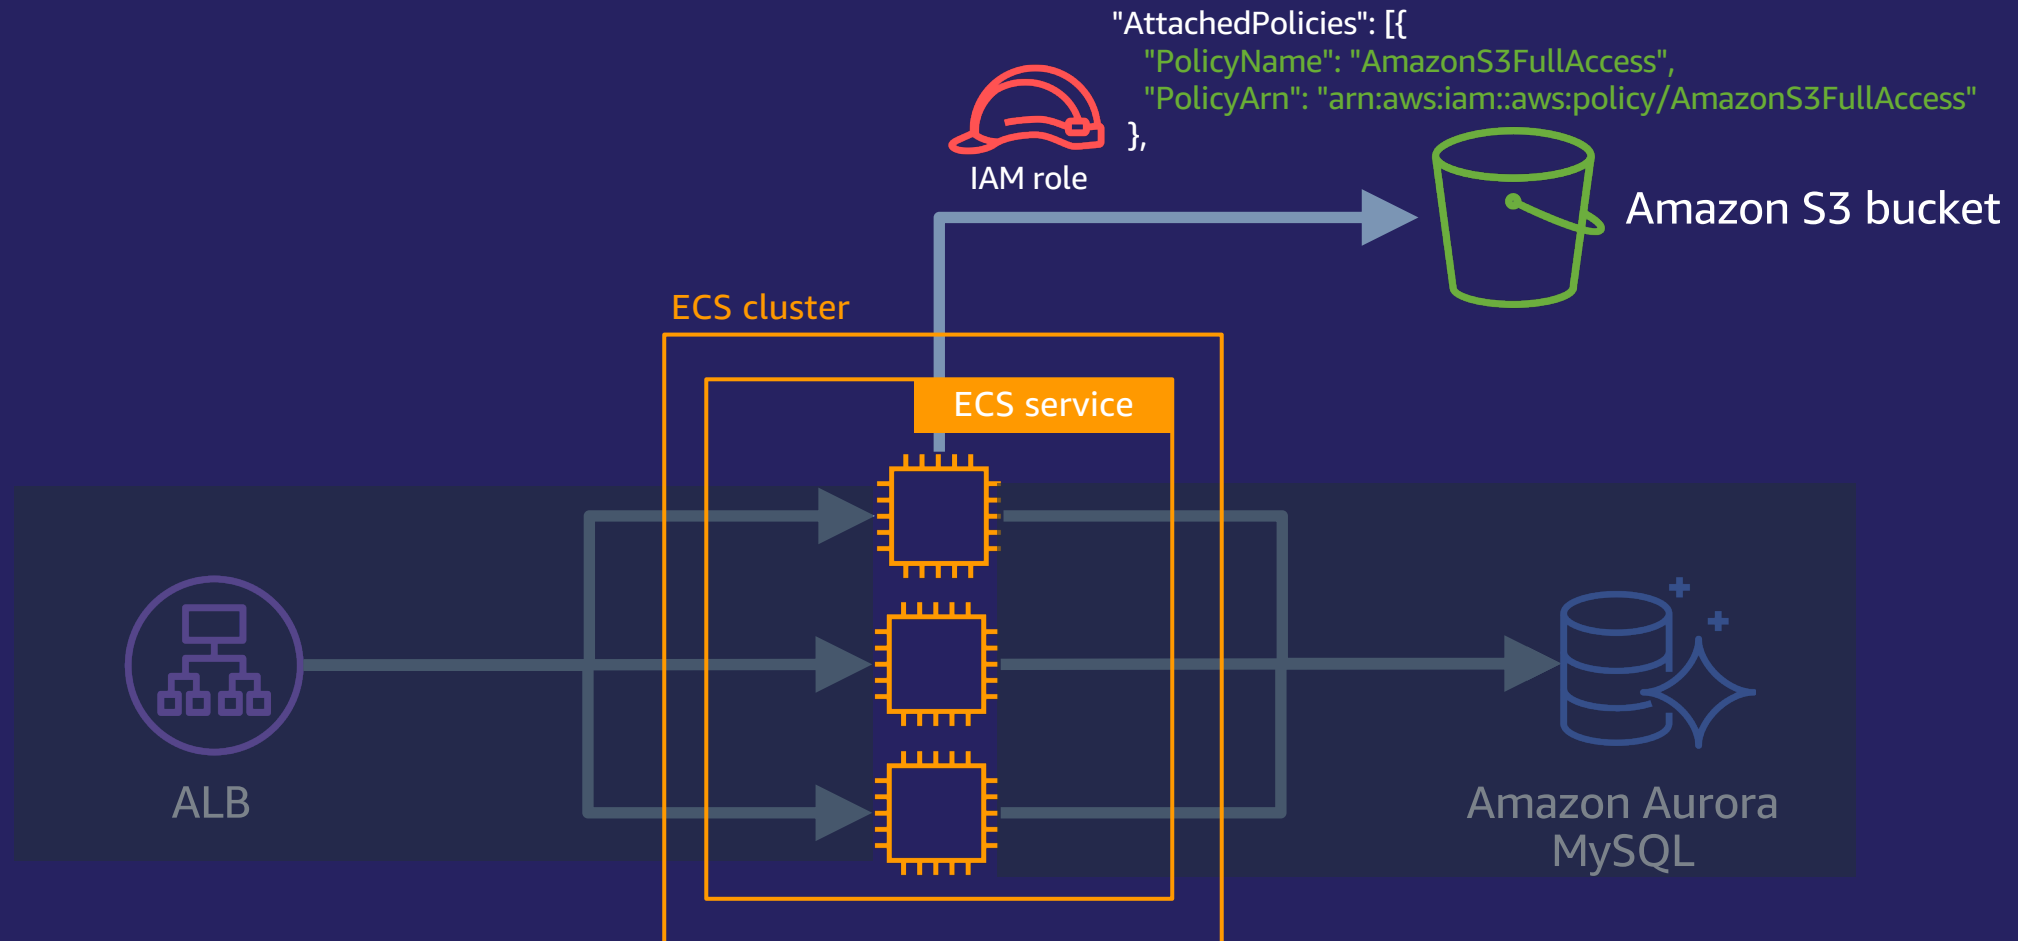 "AttachedPolicies": [{
"PolicyName": "AmazonS3FullAccess",
"PolicyArn": "arn:aws:iam::aws:policy/AmazonS3FullAccess"
},
IAM role
Amazon S3 bucket
ECS cluster
ECS service
ALB
Amazon Aurora
MySQL